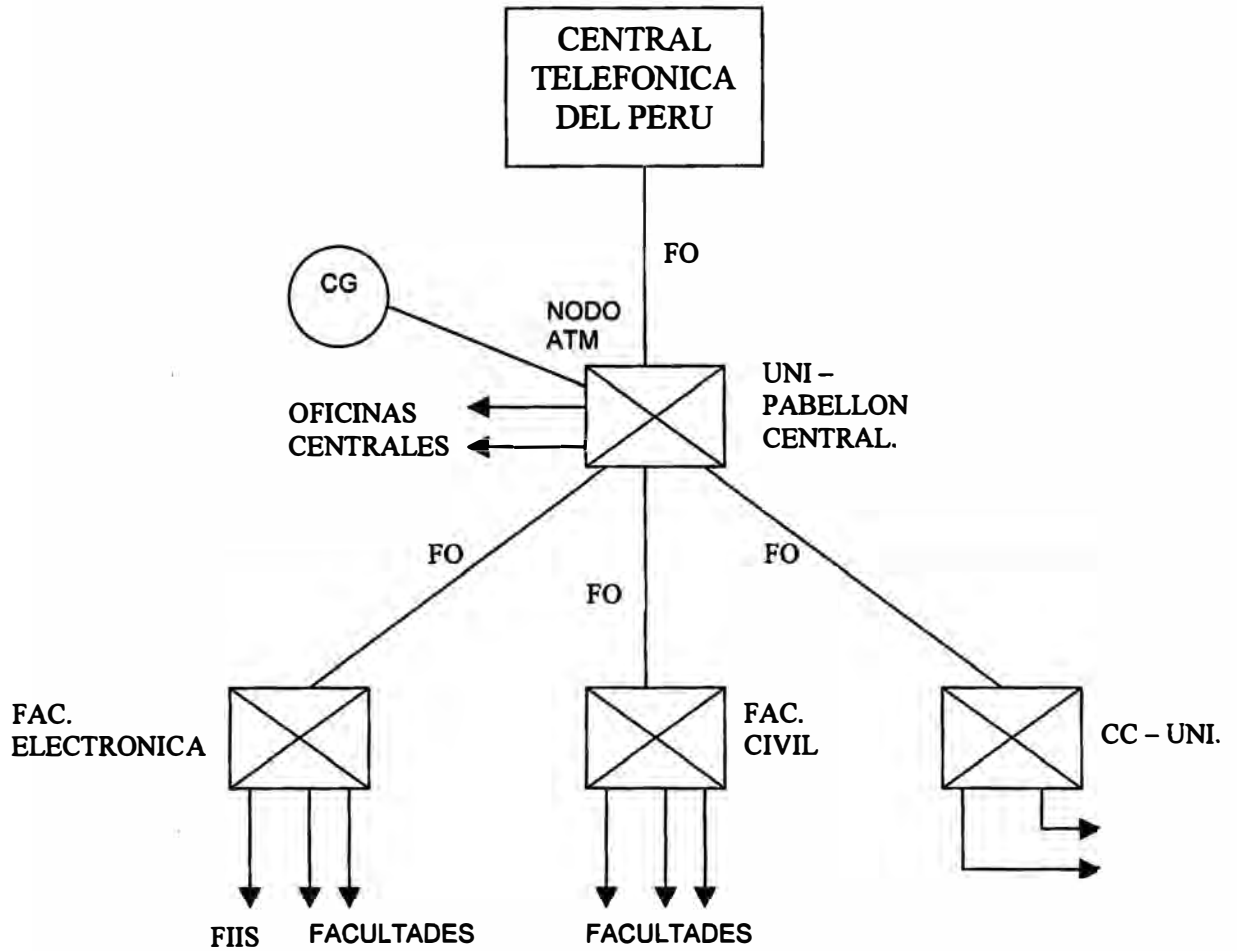 CENTRAL
TELEFONICA
DEL PERU
FO
CG
NODO
ATM
UNI –
PABELLON
CENTRAL.
OFICINAS
CENTRALES
FO
FO
FO
FAC.
ELECTRONICA
FAC.
CIVIL
CC – UNI.
FIIS
FACULTADES
FACULTADES